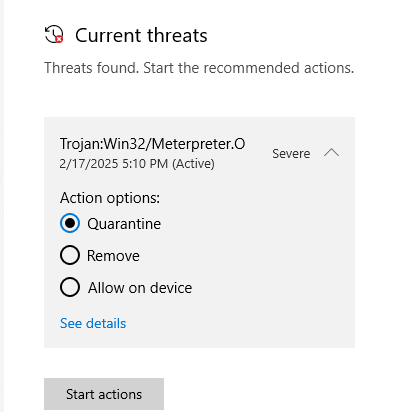 Current threats
Threats found. Start the recommended actions.
Trojan:Win32/Meterpreter.O
2/17/2025 5:10 PM (Active)
Severe
Action options:
Quarantine
Remove
Allow on device
See details
Start actions